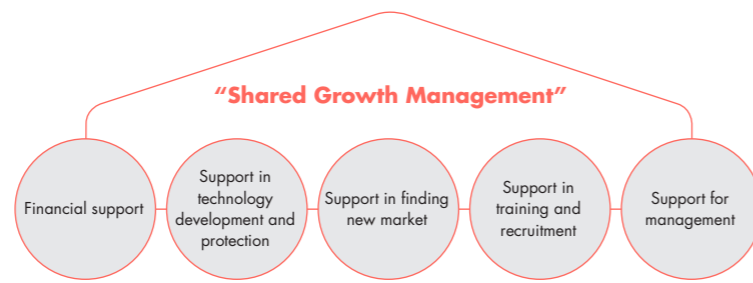 “Shared Growth Management”
Financial support
Support in
technology
development and
protection
Support in finding
new market
Support in
training and
recruitment
Support for
management